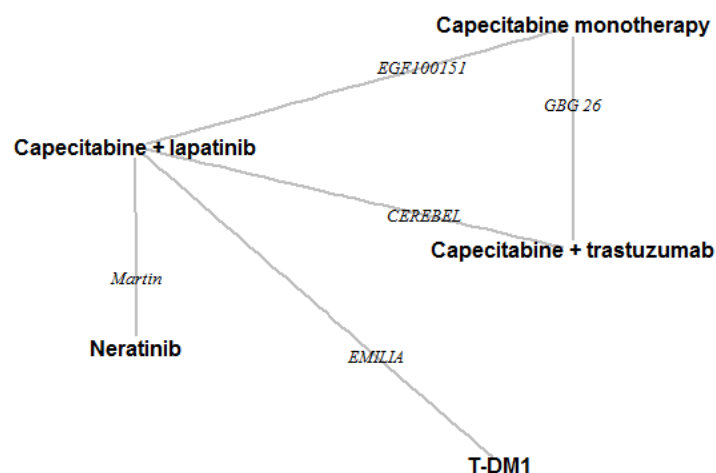 Capecitabine monotherapy
EGF100151
GBG 26
Capecitabine + lapatinib
CEREBEL
Capecitabine + trastuzumab
Martin
Neratinib
EMILIA
T-DM1